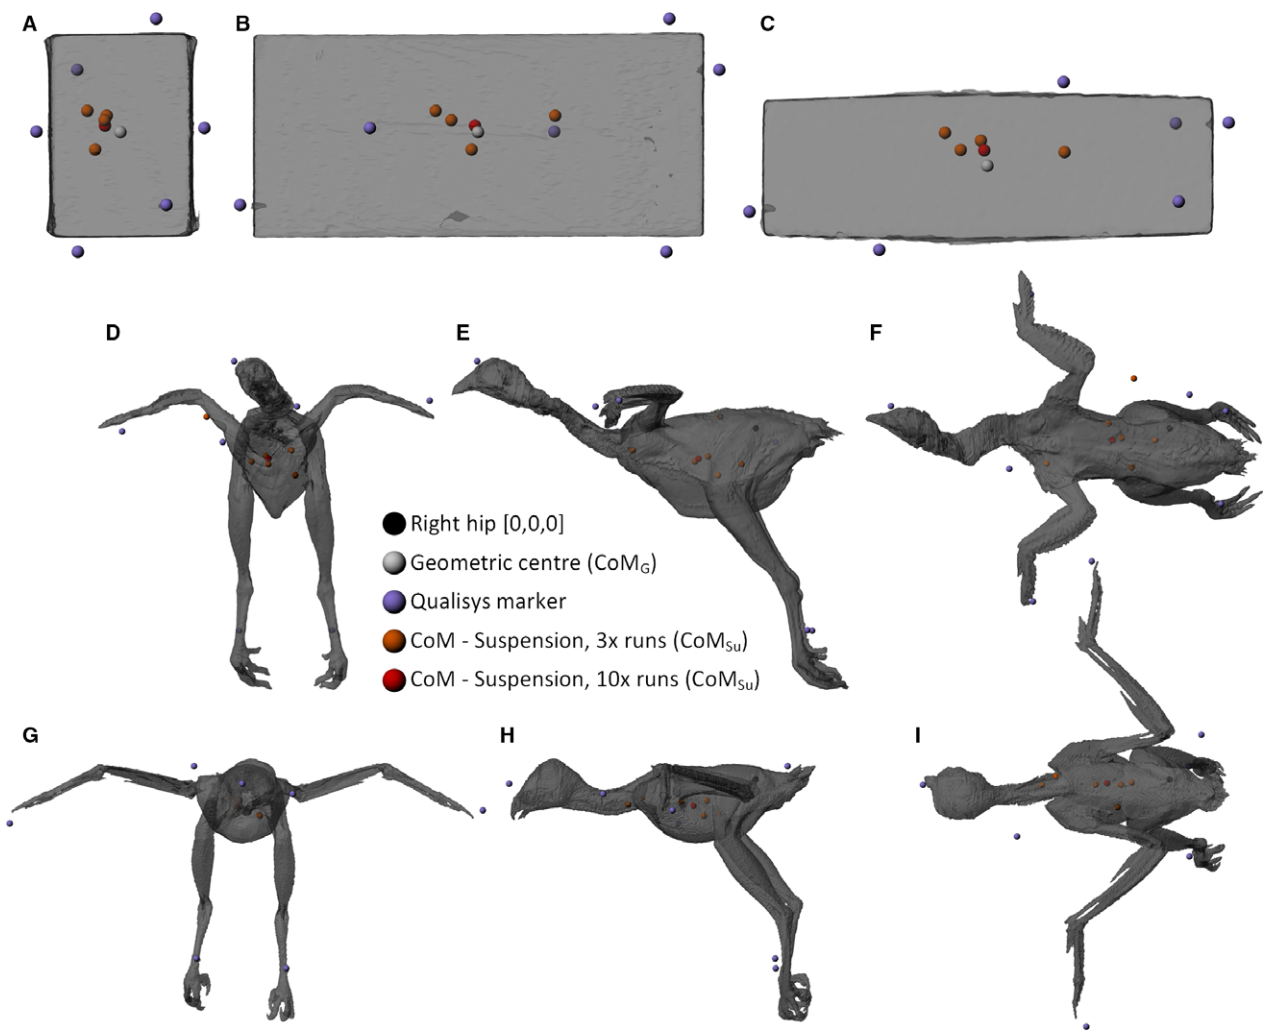 A
B
C
D
E
F
Right hip [0,0,0]
Geometric centre (CoMG)
Qualisys marker
CoM - Suspension, 3x runs (CoMSu)
CoM - Suspension, 10x runs (CoMSu)
G
H
I